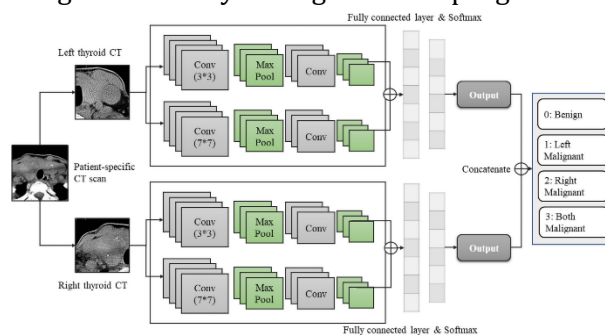 Fully connected layer & Softmax
Left thyroid CT
Conv
(3*3)
Max
Pool
Conv
Conv
(7*7)
Max
Pool
Conv
Output
Patient-specific
CT scan
Concatenate
0: Benign
1: Left
Malignant
2: Right
Malignant
3: Both
Malignant
Conv
(3*3)
Max
Pool
Conv
Conv
(7*7)
Max
Pool
Conv
Output
Right thyroid CT
Fully connected layer & Softmax